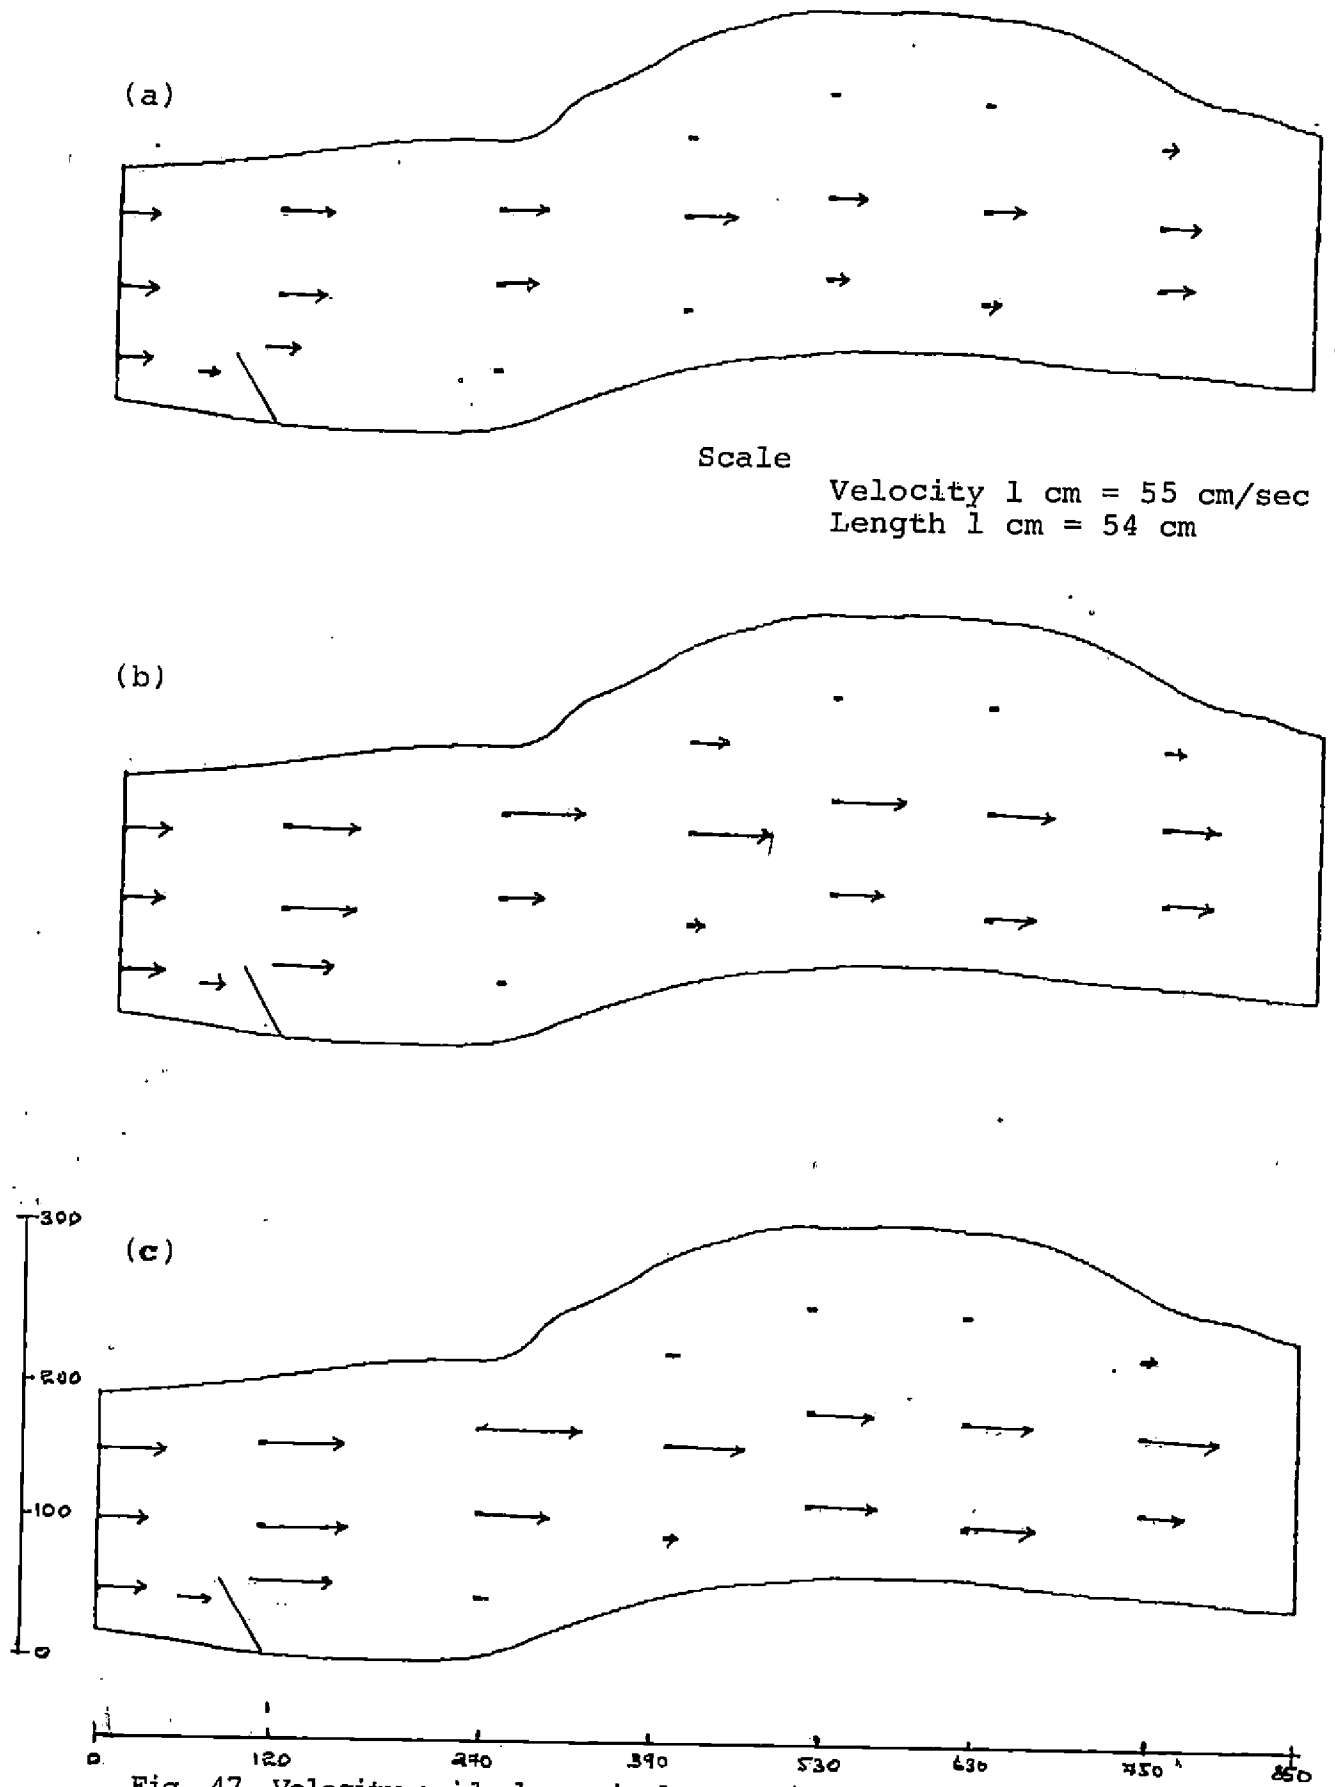 (a)
Scale
Velocity 1 cm = 55 cm/sec
Length 1 cm = 54 cm
(b)
300
(c)
200
100
0
0 120 240 390 530 630 750 850
Fig. 47 Velocity